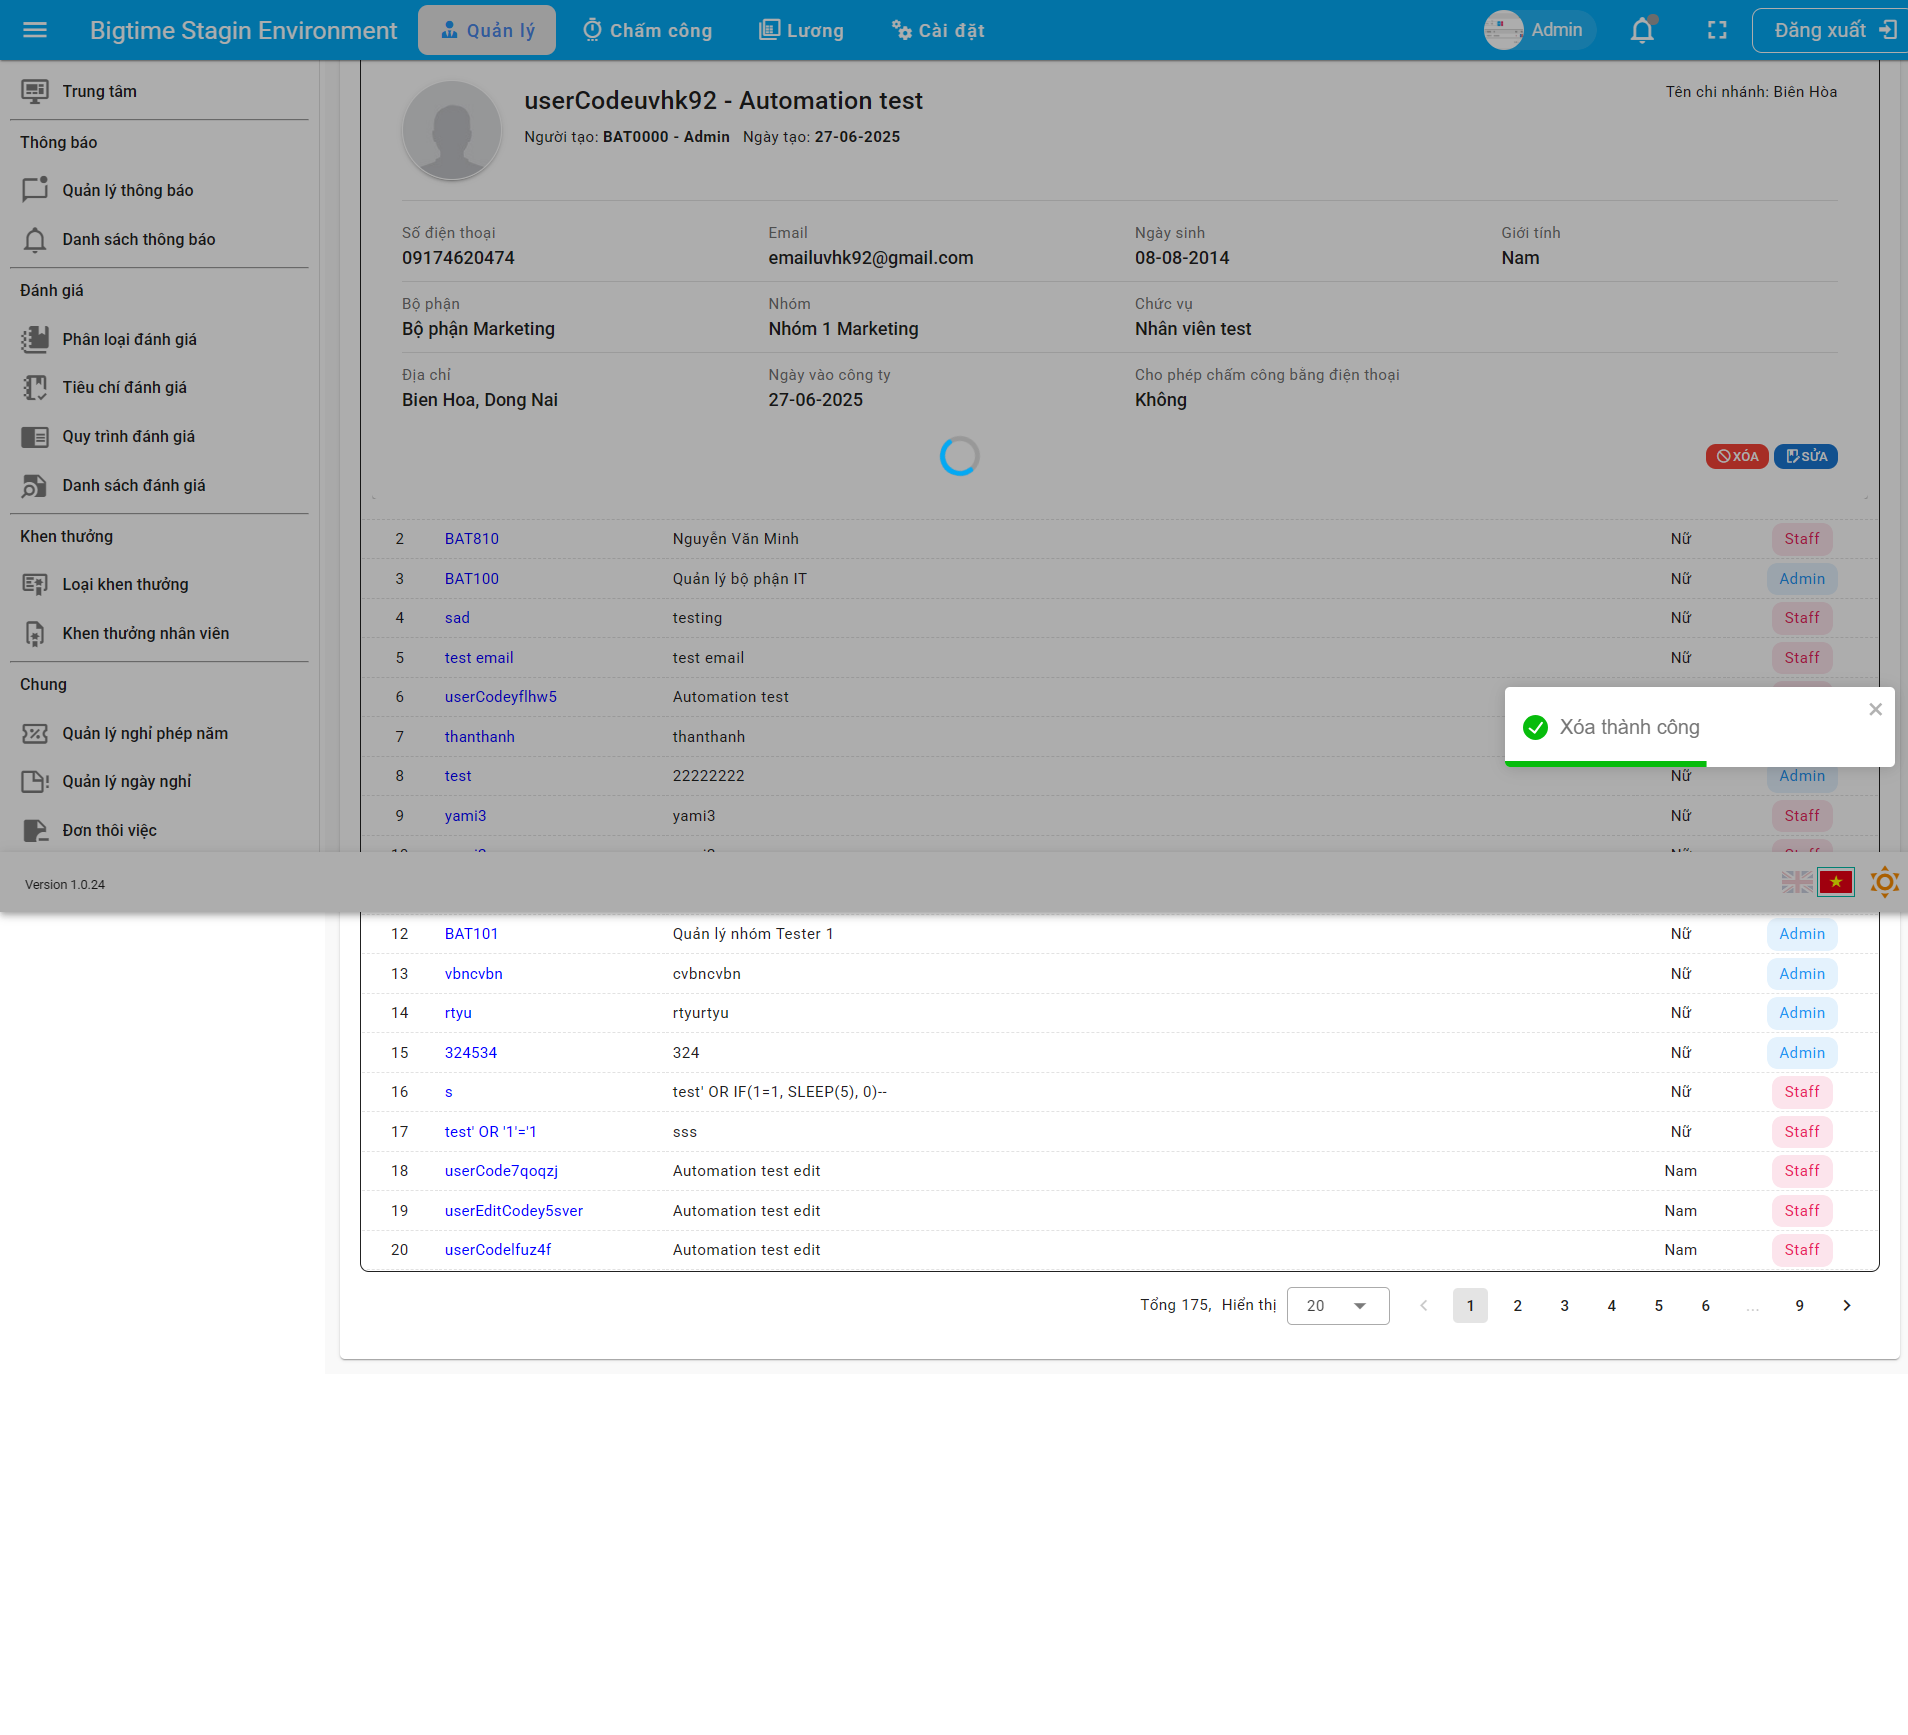 Bigtime Stagin Environment
Quản lý
Chấm công
Lương
Cài đặt
Admin
Đăng xuất
Trung tâm
Thông báo
Quản lý thông báo
Danh sách thông báo
Đánh giá
Phân loại đánh giá
Tiêu chí đánh giá
Quy trình đánh giá
Danh sách đánh giá
Khen thưởng
Loại khen thưởng
Khen thưởng nhân viên
Chung
Quản lý nghỉ phép năm
Quản lý ngày nghỉ
Đơn thôi việc
userCodeuvhk92 - Automation test
Tên chi nhánh: Biên Hòa
Người tạo: BAT0000 - Admin Ngày tạo: 27-06-2025
Số điện thoại Email Ngày sinh Giới tính
09174620474 emailuvhk92@gmail.com 08-08-2014 Nam
Bộ phận Nhóm Chức vụ
Bộ phận Marketing Nhóm 1 Marketing Nhân viên test
Địa chỉ Ngày vào công ty Cho phép chấm công bằng điện thoại
Bien Hoa, Dong Nai 27-06-2025 Không
XÓA SỬA
2 BAT810 Nguyễn Văn Minh Nữ Staff
3 BAT100 Quản lý bộ phận IT Nữ Admin
4 sad testing Nữ Staff
5 test email test email Nữ Staff
6 userCodeyflhw5 Automation test
7 thanthanh thanthanh
8 test 22222222 Nữ Admin
9 yami3 yami3 Nữ Staff
Xóa thành công
Version 1.0.24
12 BAT101 Quản lý nhóm Tester 1 Nữ Admin
13 vbncvbn cvbncvbn Nữ Admin
14 rtyu rtyurtyu Nữ Admin
15 324534 324 Nữ Admin
16 s test' OR IF(1=1, SLEEP(5), 0)-- Nữ Staff
17 test' OR '1'='1 sss Nữ Staff
18 userCode7qoqzj Automation test edit Nam Staff
19 userEditCodey5sver Automation test edit Nam Staff
20 userCodelfuz4f Automation test edit Nam Staff
Tổng 175, Hiển thị 20 1 2 3 4 5 6 ... 9